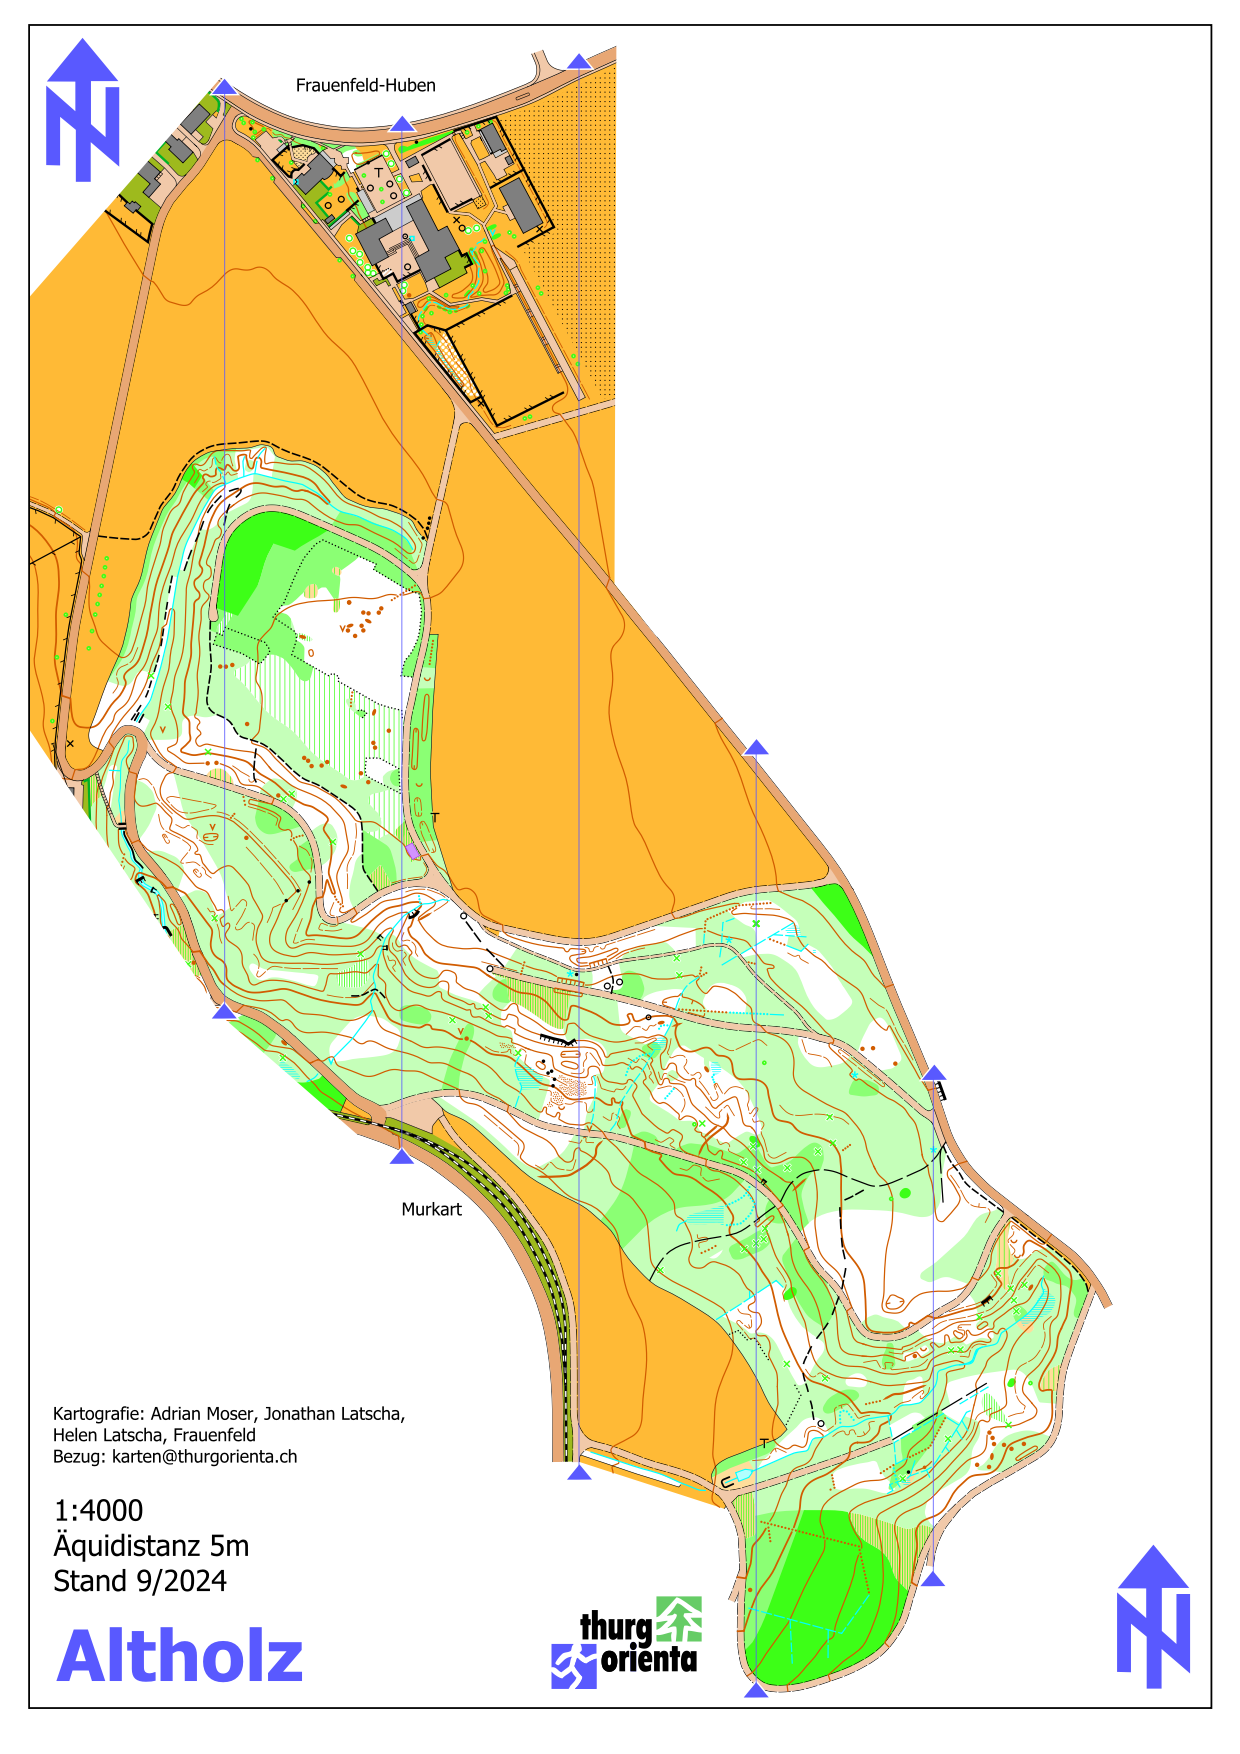 Frauenfeld-Huben
Murkart
Kartografie: Adrian Moser, Jonathan Latscha,
Helen Latscha, Frauenfeld
Bezug: karten@thurgorienta.ch
1:4000
Äquidistanz 5m
Stand 9/2024
Altholz
thurg
orienta